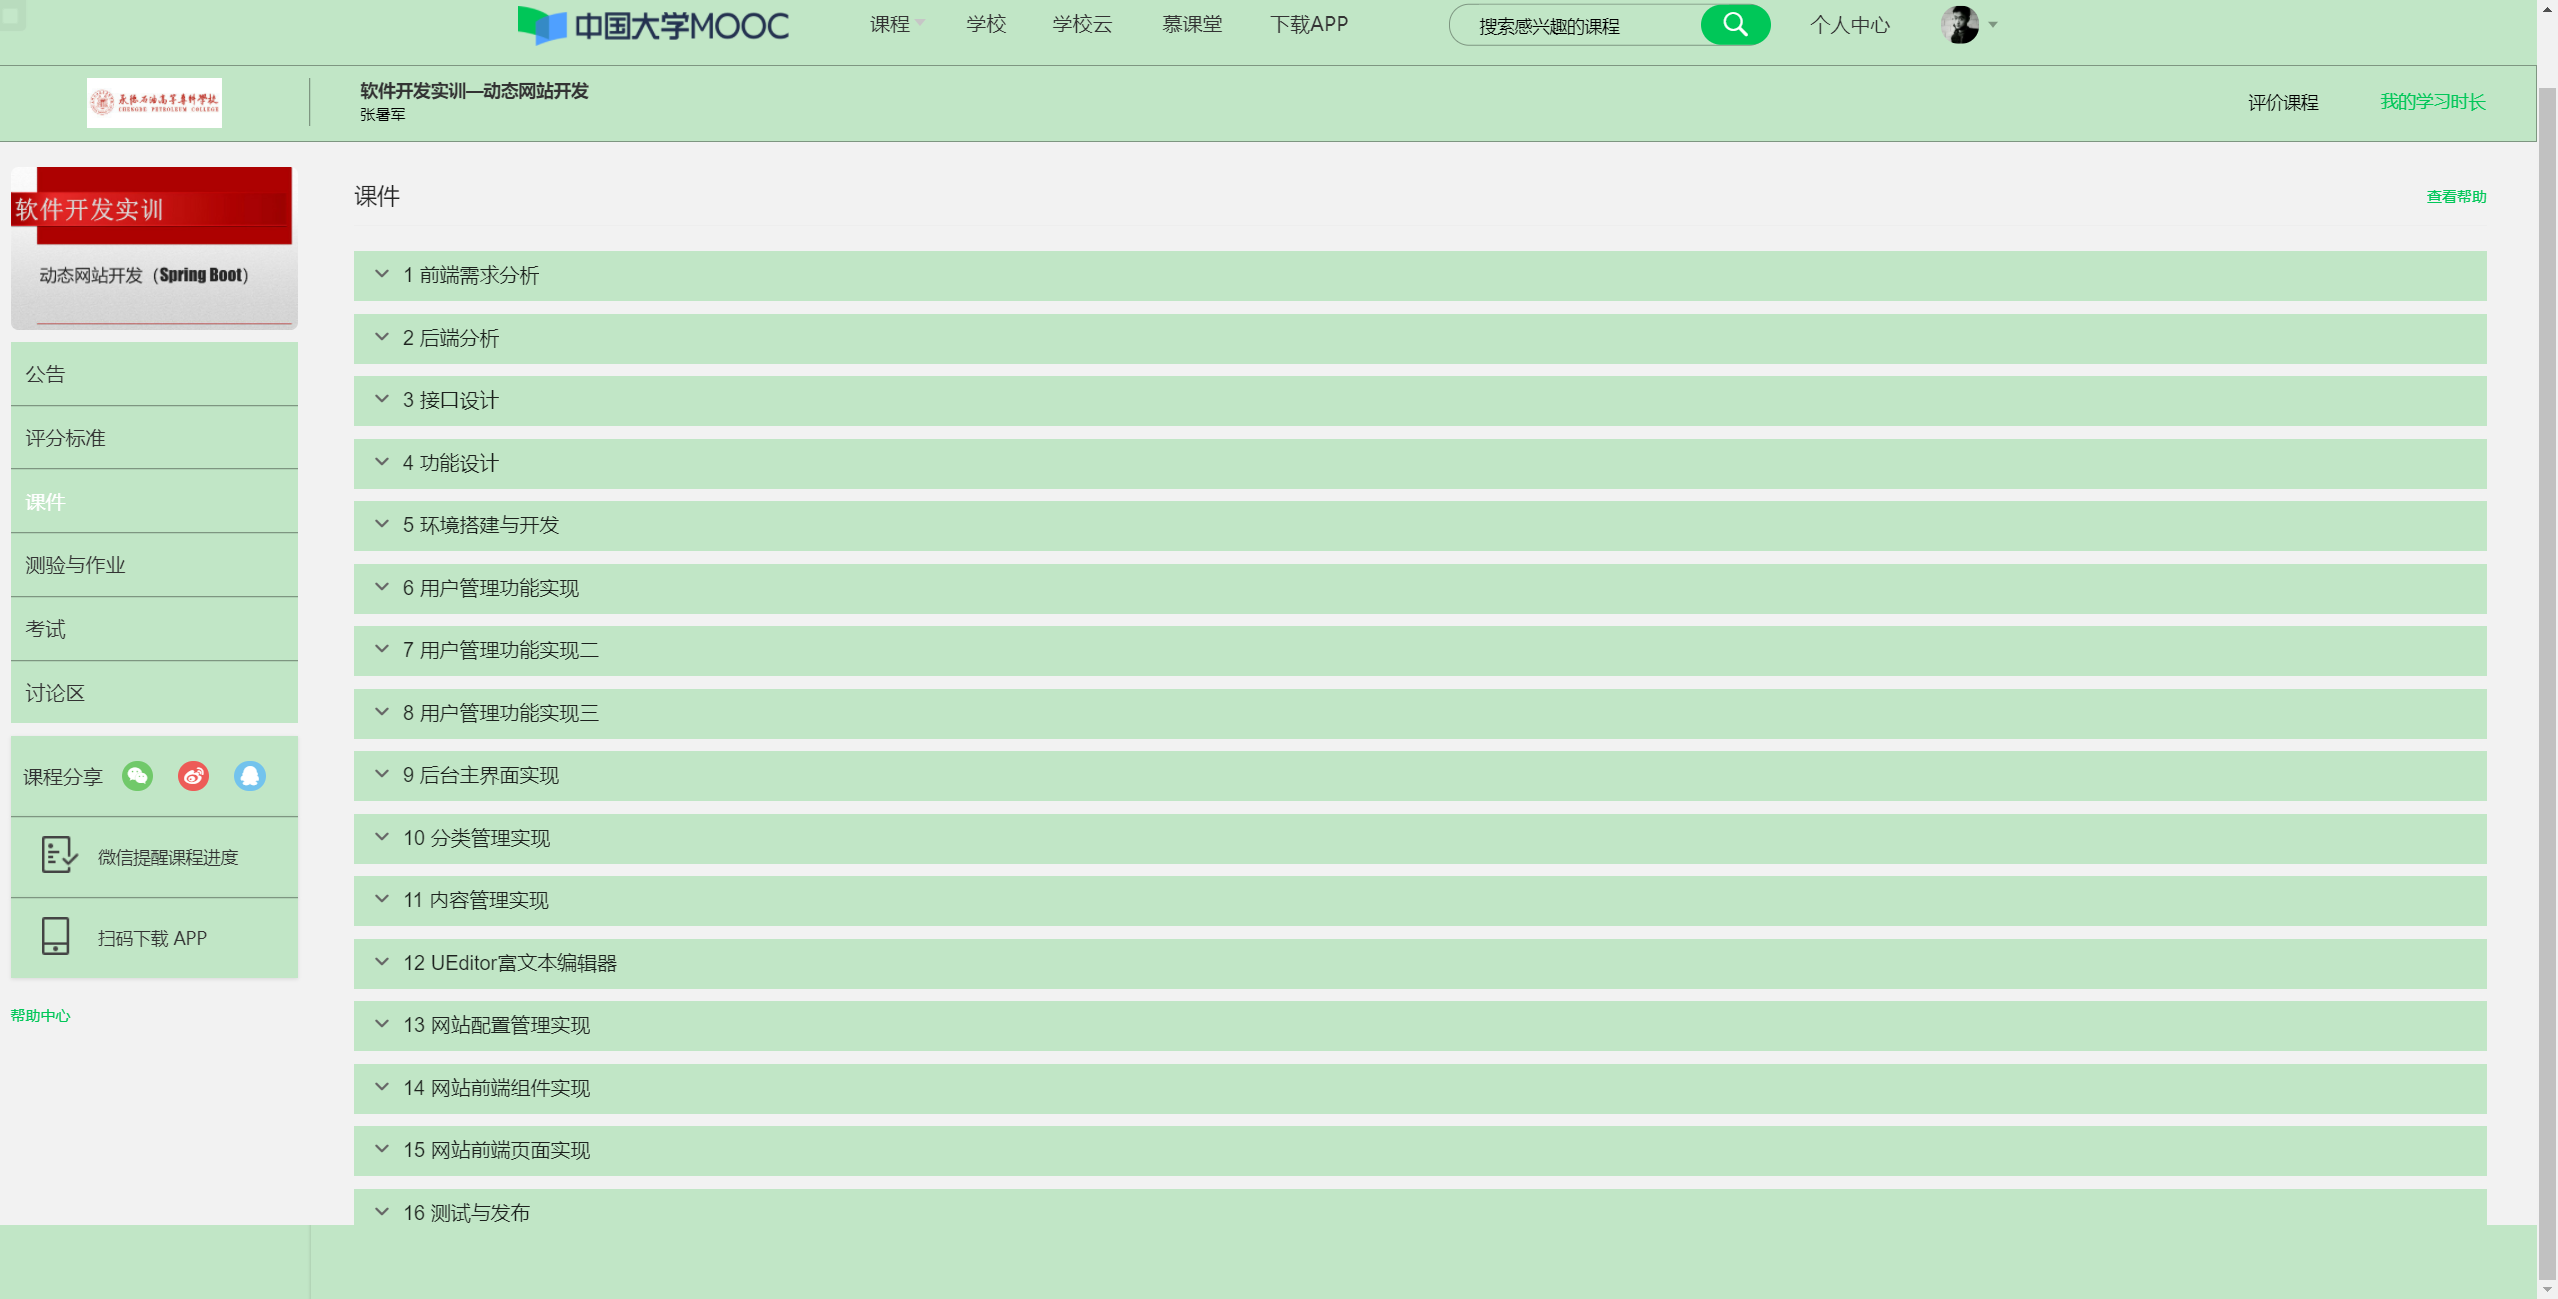 中国大学MOOC
课程
学校
学校云
慕课堂
下载APP
搜索感兴趣的课程
个人中心
承德石油高等专科学校
CHENGDE PETROLEUM COLLEGE
软件开发实训—动态网站开发
张暑军
评价课程
我的学习时长
软件开发实训
动态网站开发（Spring Boot）
公告
评分标准
课件
测验与作业
考试
讨论区
课程分享
微信提醒课程进度
扫码下载 APP
帮助中心
课件
查看帮助
1 前端需求分析
2 后端分析
3 接口设计
4 功能设计
5 环境搭建与开发
6 用户管理功能实现
7 用户管理功能实现二
8 用户管理功能实现三
9 后台主界面实现
10 分类管理实现
11 内容管理实现
12 UEditor富文本编辑器
13 网站配置管理实现
14 网站前端组件实现
15 网站前端页面实现
16 测试与发布